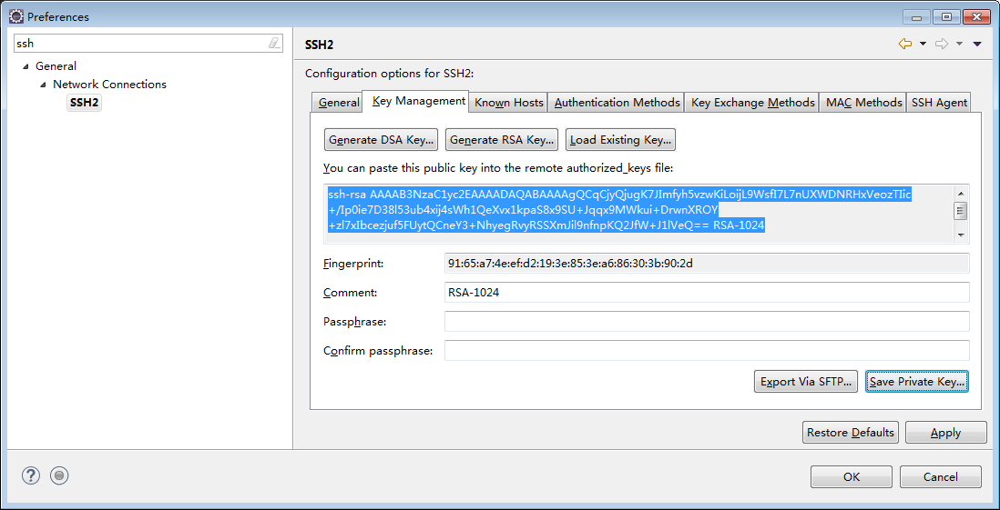 Preferences
ssh
General
Network Connections
SSH2
SSH2
Configuration options for SSH2:
General
Key Management
Known Hosts
Authentication Methods
Key Exchange Methods
MAC Methods
SSH Agent
Generate DSA Key...
Generate RSA Key...
Load Existing Key...
You can paste this public key into the remote authorized_keys file:
ssh-rsa AAAAB3NzaC1yc2EAAAADAQABAAAAgQCqCjyQjugK7JImfyh5vzwKiLoijL9WsfI7L7nUXWDNRHxVeozTIic
+/Ip0ie7D38l53ub4xij4sWh1QeXvx1kpaS8x9SU+Jqqx9MWkui+DrwnXROY
+zl7xIbcezjuf5FUytQCneY3+NhyegRvyRSSXmJil9nfnpKQ2JfW+J1lVeQ== RSA-1024
Fingerprint:
91:65:a7:4e:ef:d2:19:3e:85:3e:a6:86:30:3b:90:2d
Comment:
RSA-1024
Passphrase:
Confirm passphrase:
Export Via SFTP...
Save Private Key...
Restore Defaults
Apply
?
OK
Cancel